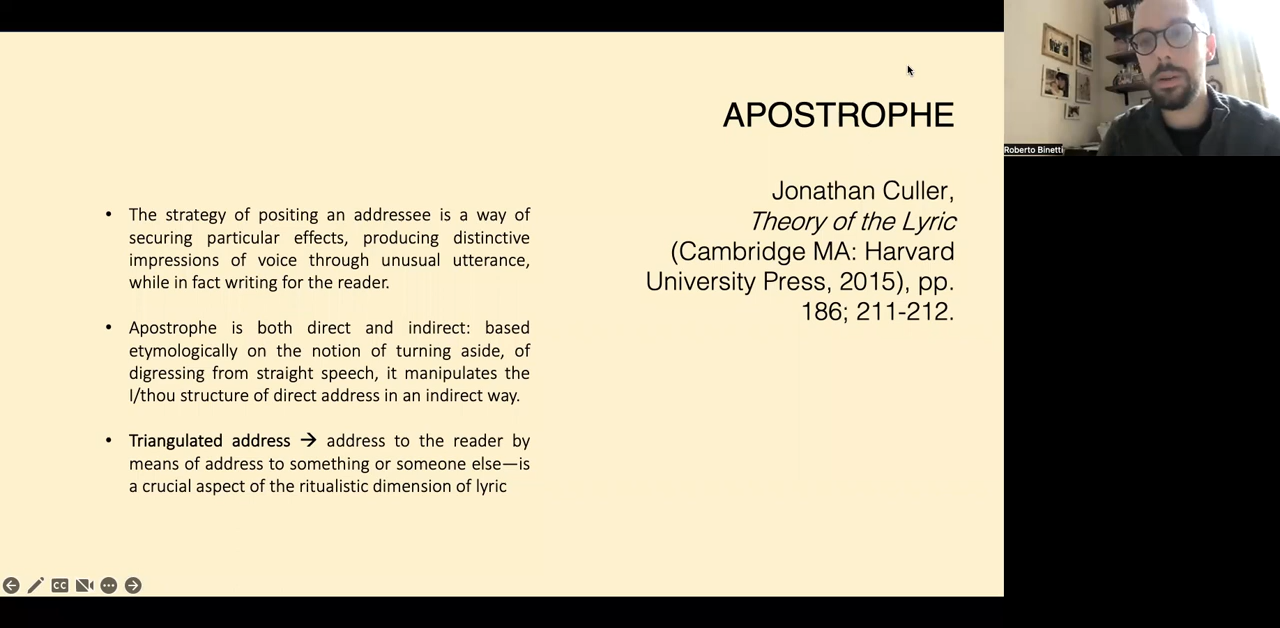 APOSTROPHE
Jonathan Culler,
Theory of the Lyric
(Cambridge MA: Harvard
University Press, 2015), pp.
186; 211-212.
• The strategy of positing an addressee is a way of
securing particular effects, producing distinctive
impressions of voice through unusual utterance,
while in fact writing for the reader.
• Apostrophe is both direct and indirect: based
etymologically on the notion of turning aside, of
digressing from straight speech, it manipulates the
I/thou structure of direct address in an indirect way.
• Triangulated address → address to the reader by
means of address to something or someone else—is
a crucial aspect of the ritualistic dimension of lyric
CC
Roberto Binetti